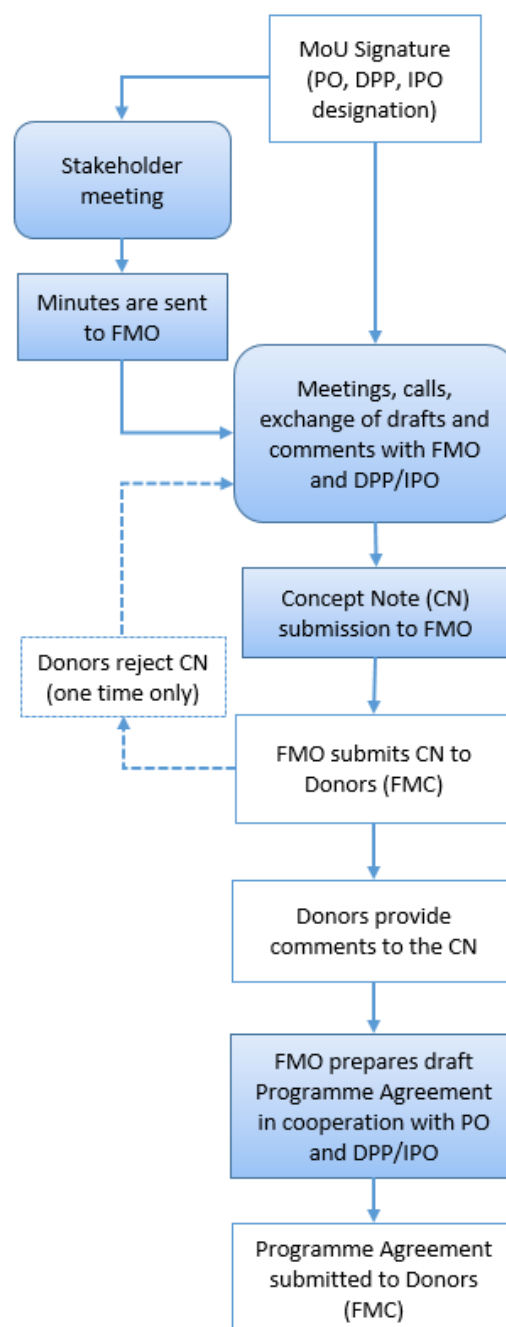 MoU Signature
(PO, DPP, IPO
designation)
Stakeholder
meeting
Minutes are sent
to FMO
Meetings, calls,
exchange of drafts and
comments with FMO
and DPP/IPO
Concept Note (CN)
submission to FMO
Donors reject CN
(one time only)
FMO submits CN to
Donors (FMC)
Donors provide
comments to the CN
FMO prepares draft
Programme Agreement
in cooperation with PO
and DPP/IPO
Programme Agreement
submitted to Donors
(FMC)